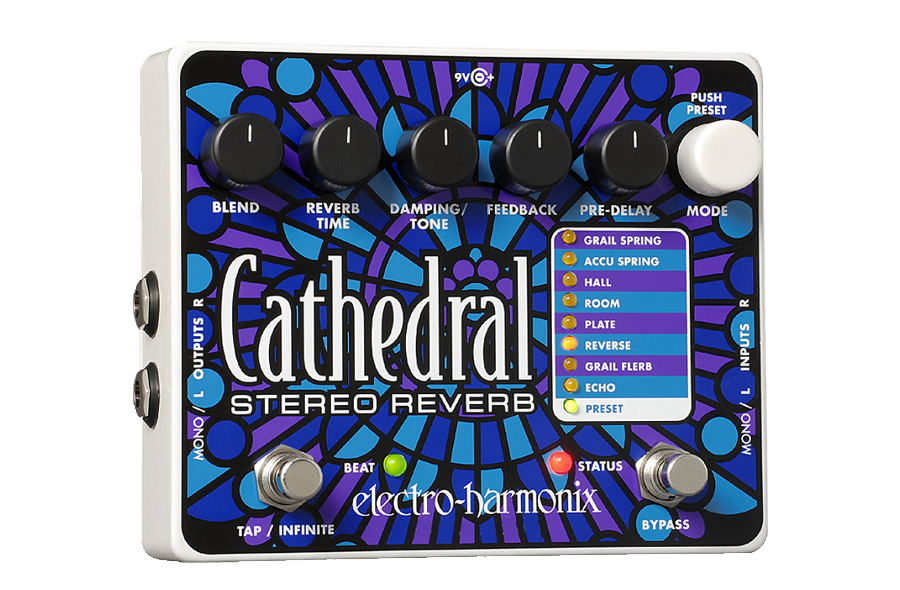 9V +
PUSH
PRESET
BLEND
REVERB
TIME
DAMPING/
TONE
FEEDBACK
PRE-DELAY
MODE
Cathedral
STEREO REVERB
GRAIL SPRING
ACCU SPRING
HALL
ROOM
PLATE
REVERSE
GRAIL FLERB
ECHO
PRESET
MONO / L OUTPUTS R
MONO / L INPUTS R
BEAT
STATUS
electro-harmonix
TAP / INFINITE
BYPASS